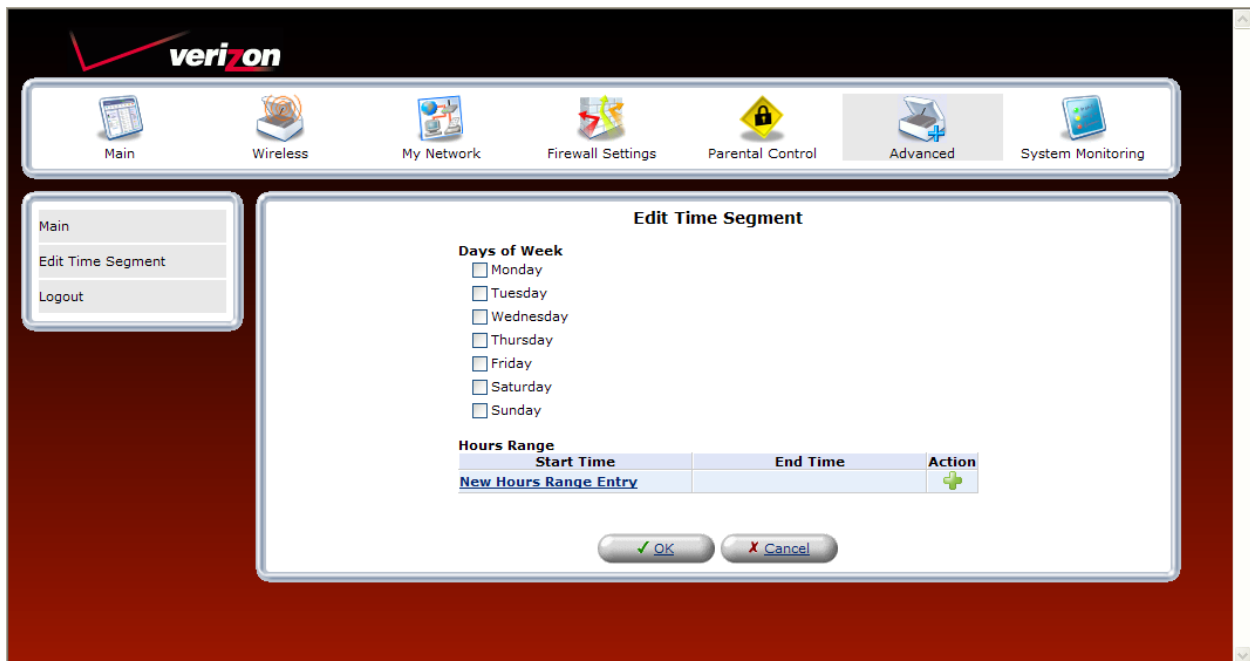 verizon
Main
Wireless
My Network
Firewall Settings
Parental Control
Advanced
System Monitoring
Main
Edit Time Segment
Logout
Edit Time Segment
Days of Week
Monday
Tuesday
Wednesday
Thursday
Friday
Saturday
Sunday
Hours Range
Start Time End Time Action
New Hours Range Entry
OK Cancel